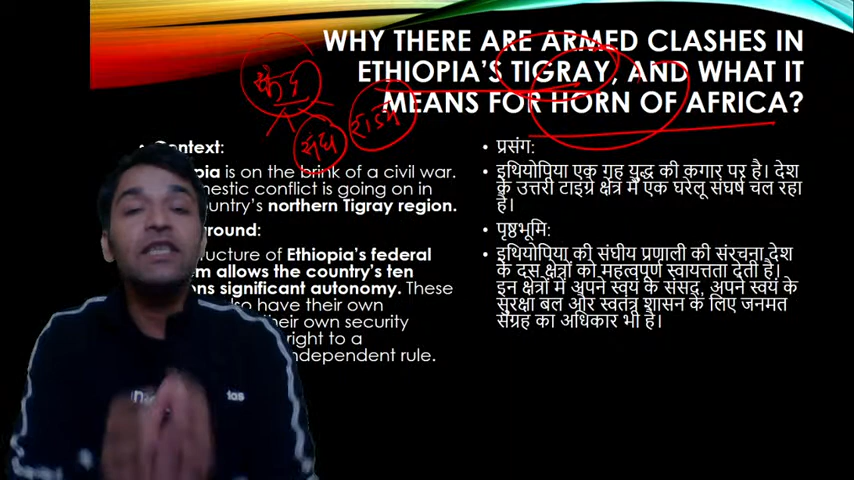 WHY THERE ARE ARMED CLASHES IN
ETHIOPIA'S TIGRAY, AND WHAT IT
MEANS FOR HORN OF AFRICA?
केंद्र
संघ
राज्य
Context:
is on the brink of a civil war.
conflict is going on in
northern Tigray region.
of Ethiopia's federal
allows the country's ten
significant autonomy. These
have their own
their own security
right to a
independent rule.
• प्रसंग:
• इथियोपिया एक गृह युद्ध की कगार पर है। देश
के उत्तरी टाइग्रे क्षेत्र में एक घरेलू संघर्ष चल रहा
है।
• पृष्ठभूमि:
• इथियोपिया की संघीय प्रणाली की संरचना देश
के दस क्षेत्रों को महत्वपूर्ण स्वायत्तता देती है।
इन क्षेत्रों में अपने स्वयं के संसद, अपने स्वयं के
सुरक्षा बल और स्वतंत्र शासन के लिए जनमत
संग्रह का अधिकार भी है।